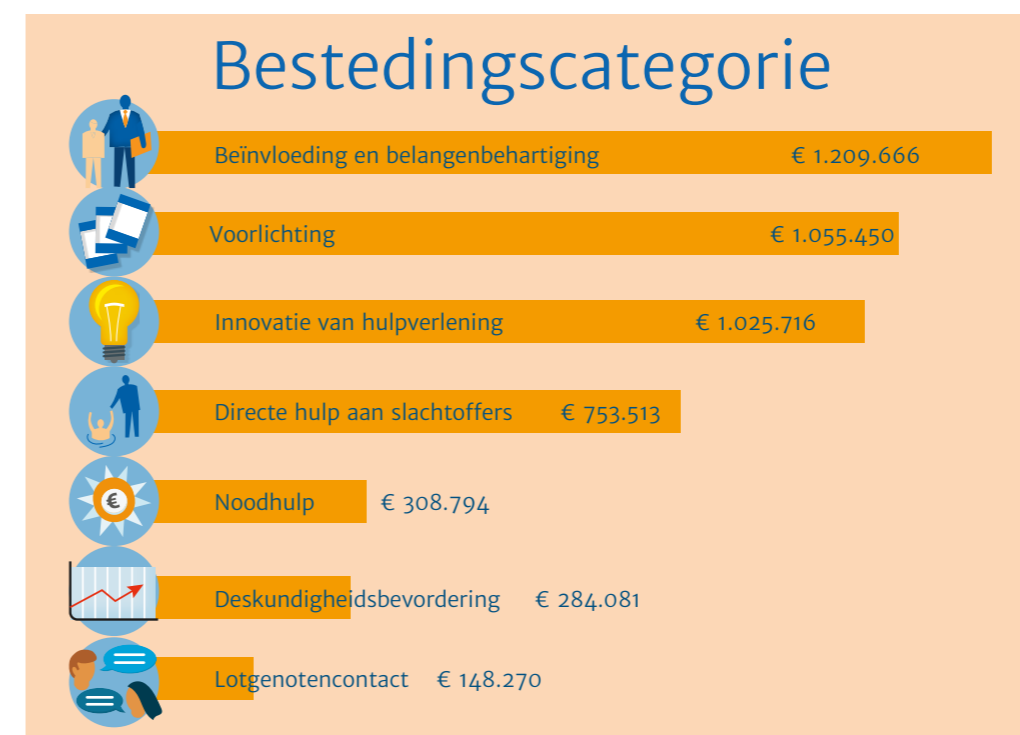 Bestedingscategorie
Beïnvloeding en belangenbehartiging € 1.209.666
Voorlichting € 1.055.450
Innovatie van hulpverlening € 1.025.716
Directe hulp aan slachtoffers € 753.513
€
Noodhulp € 308.794
Deskundigheidsbevordering € 284.081
Lotgenotencontact € 148.270